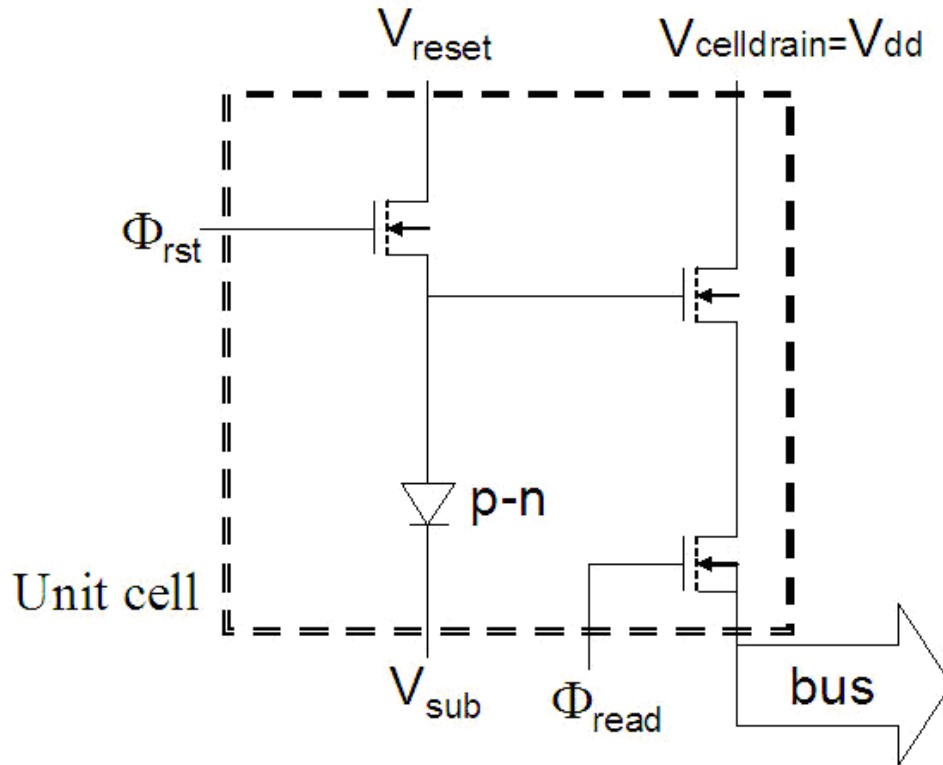 Vreset
Vcelldrain=Vdd
Φrst
p-n
Unit cell
Vsub
Φread
bus